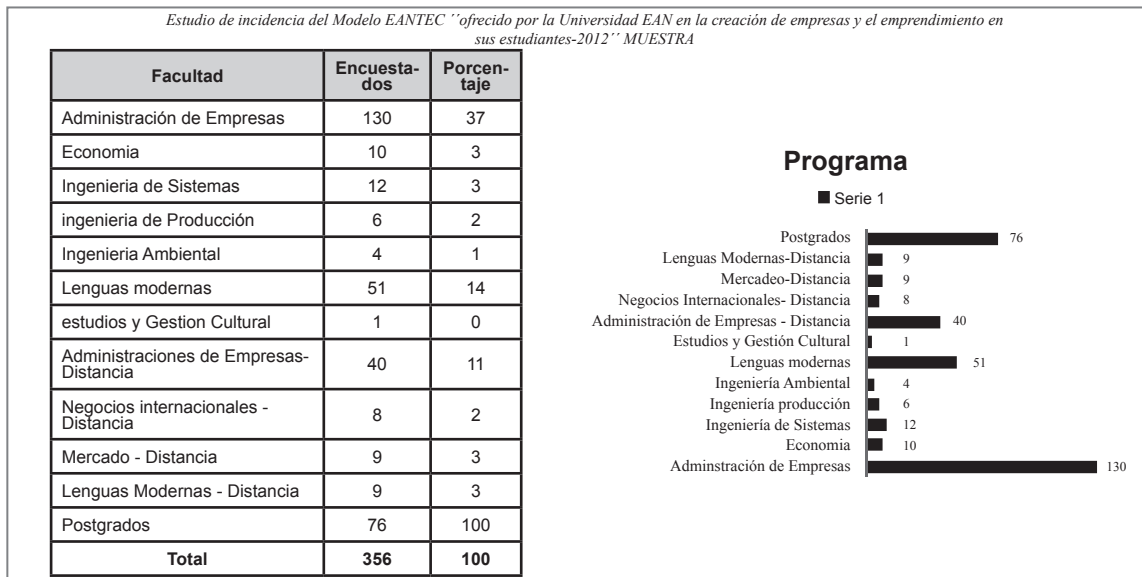 Estudio de incidencia del Modelo EANTEC ´´ofrecido por la Universidad EAN en la creación de empresas y el emprendimiento en
sus estudiantes-2012´´ MUESTRA
Facultad Encuesta- Porcen-
dos taje
Administración de Empresas 130 37
Economia 10 3
Ingenieria de Sistemas 12 3
ingenieria de Producción 6 2
Ingenieria Ambiental 4 1
Lenguas modernas 51 14
estudios y Gestion Cultural 1 0
Administraciones de Empresas-
Distancia 40 11
Negocios internacionales -
Distancia 8 2
Mercado - Distancia 9 3
Lenguas Modernas - Distancia 9 3
Postgrados 76 100
Total 356 100
Programa
Serie 1
Postgrados 76
Lenguas Modernas-Distancia 9
Mercadeo-Distancia 9
Negocios Internacionales- Distancia 8
Administración de Empresas - Distancia 40
Estudios y Gestión Cultural 1
Lenguas modernas 51
Ingeniería Ambiental 4
Ingeniería producción 6
Ingeniería de Sistemas 12
Economia 10
Adminstración de Empresas 130